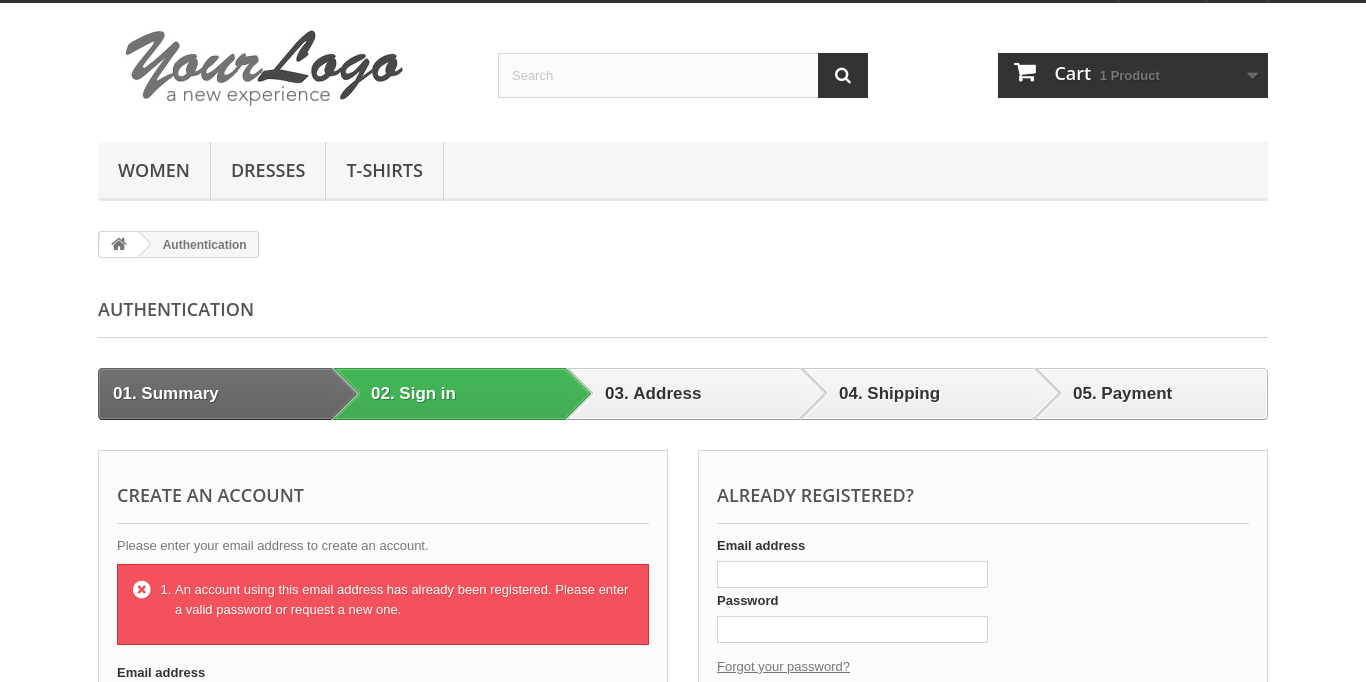 YourLogo
a new experience
Search
Cart 1 Product
WOMEN
DRESSES
T-SHIRTS
Authentication
AUTHENTICATION
01. Summary
02. Sign in
03. Address
04. Shipping
05. Payment
CREATE AN ACCOUNT
Please enter your email address to create an account.
1. An account using this email address has already been registered. Please enter
a valid password or request a new one.
Email address
ALREADY REGISTERED?
Email address
Password
Forgot your password?